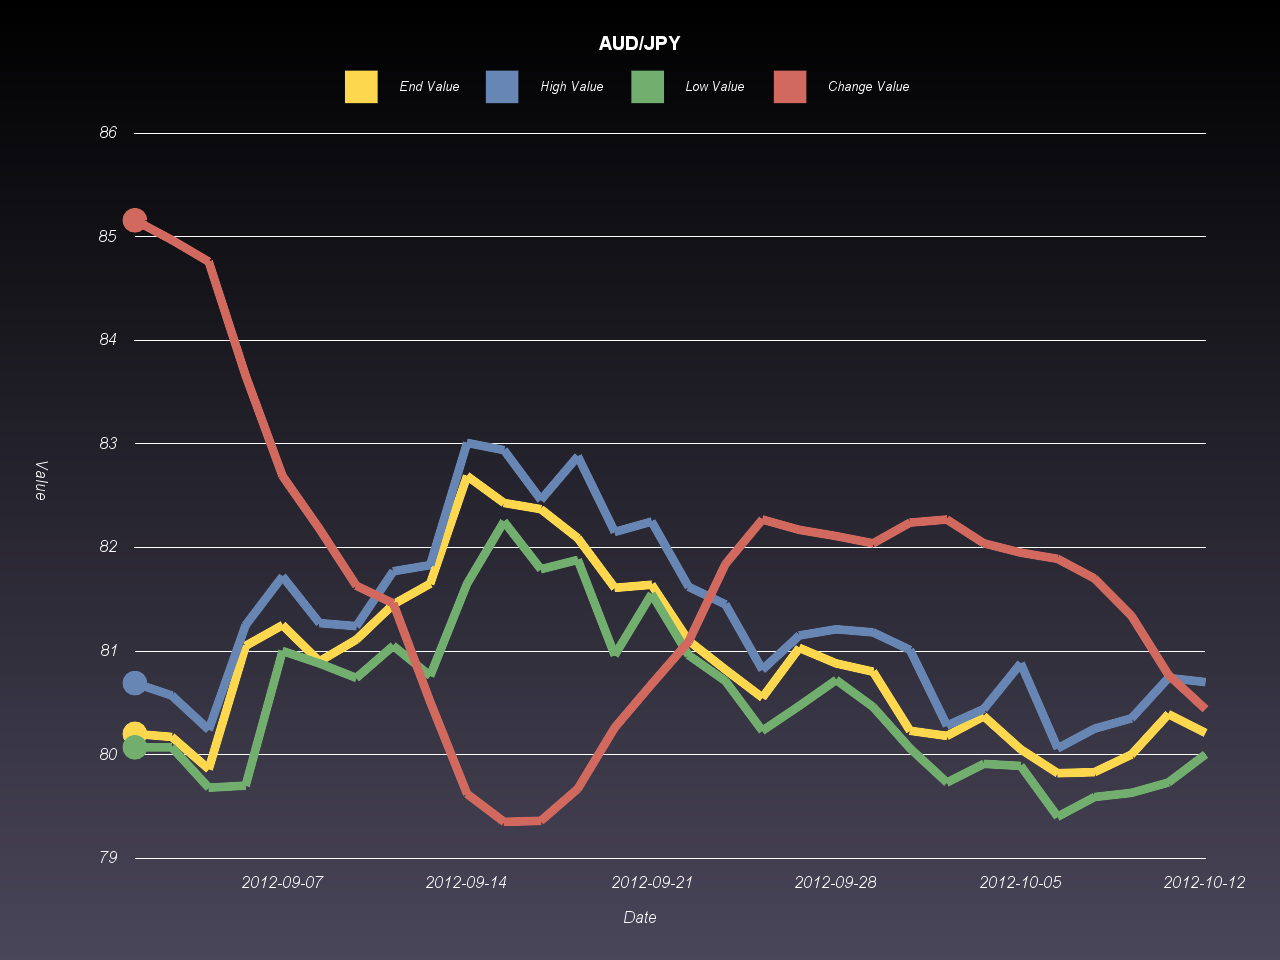 AUD/JPY
End Value
High Value
Low Value
Change Value
86
85
84
83
82
81
80
79
Value
2012-09-07
2012-09-14
2012-09-21
2012-09-28
2012-10-05
2012-10-12
Date